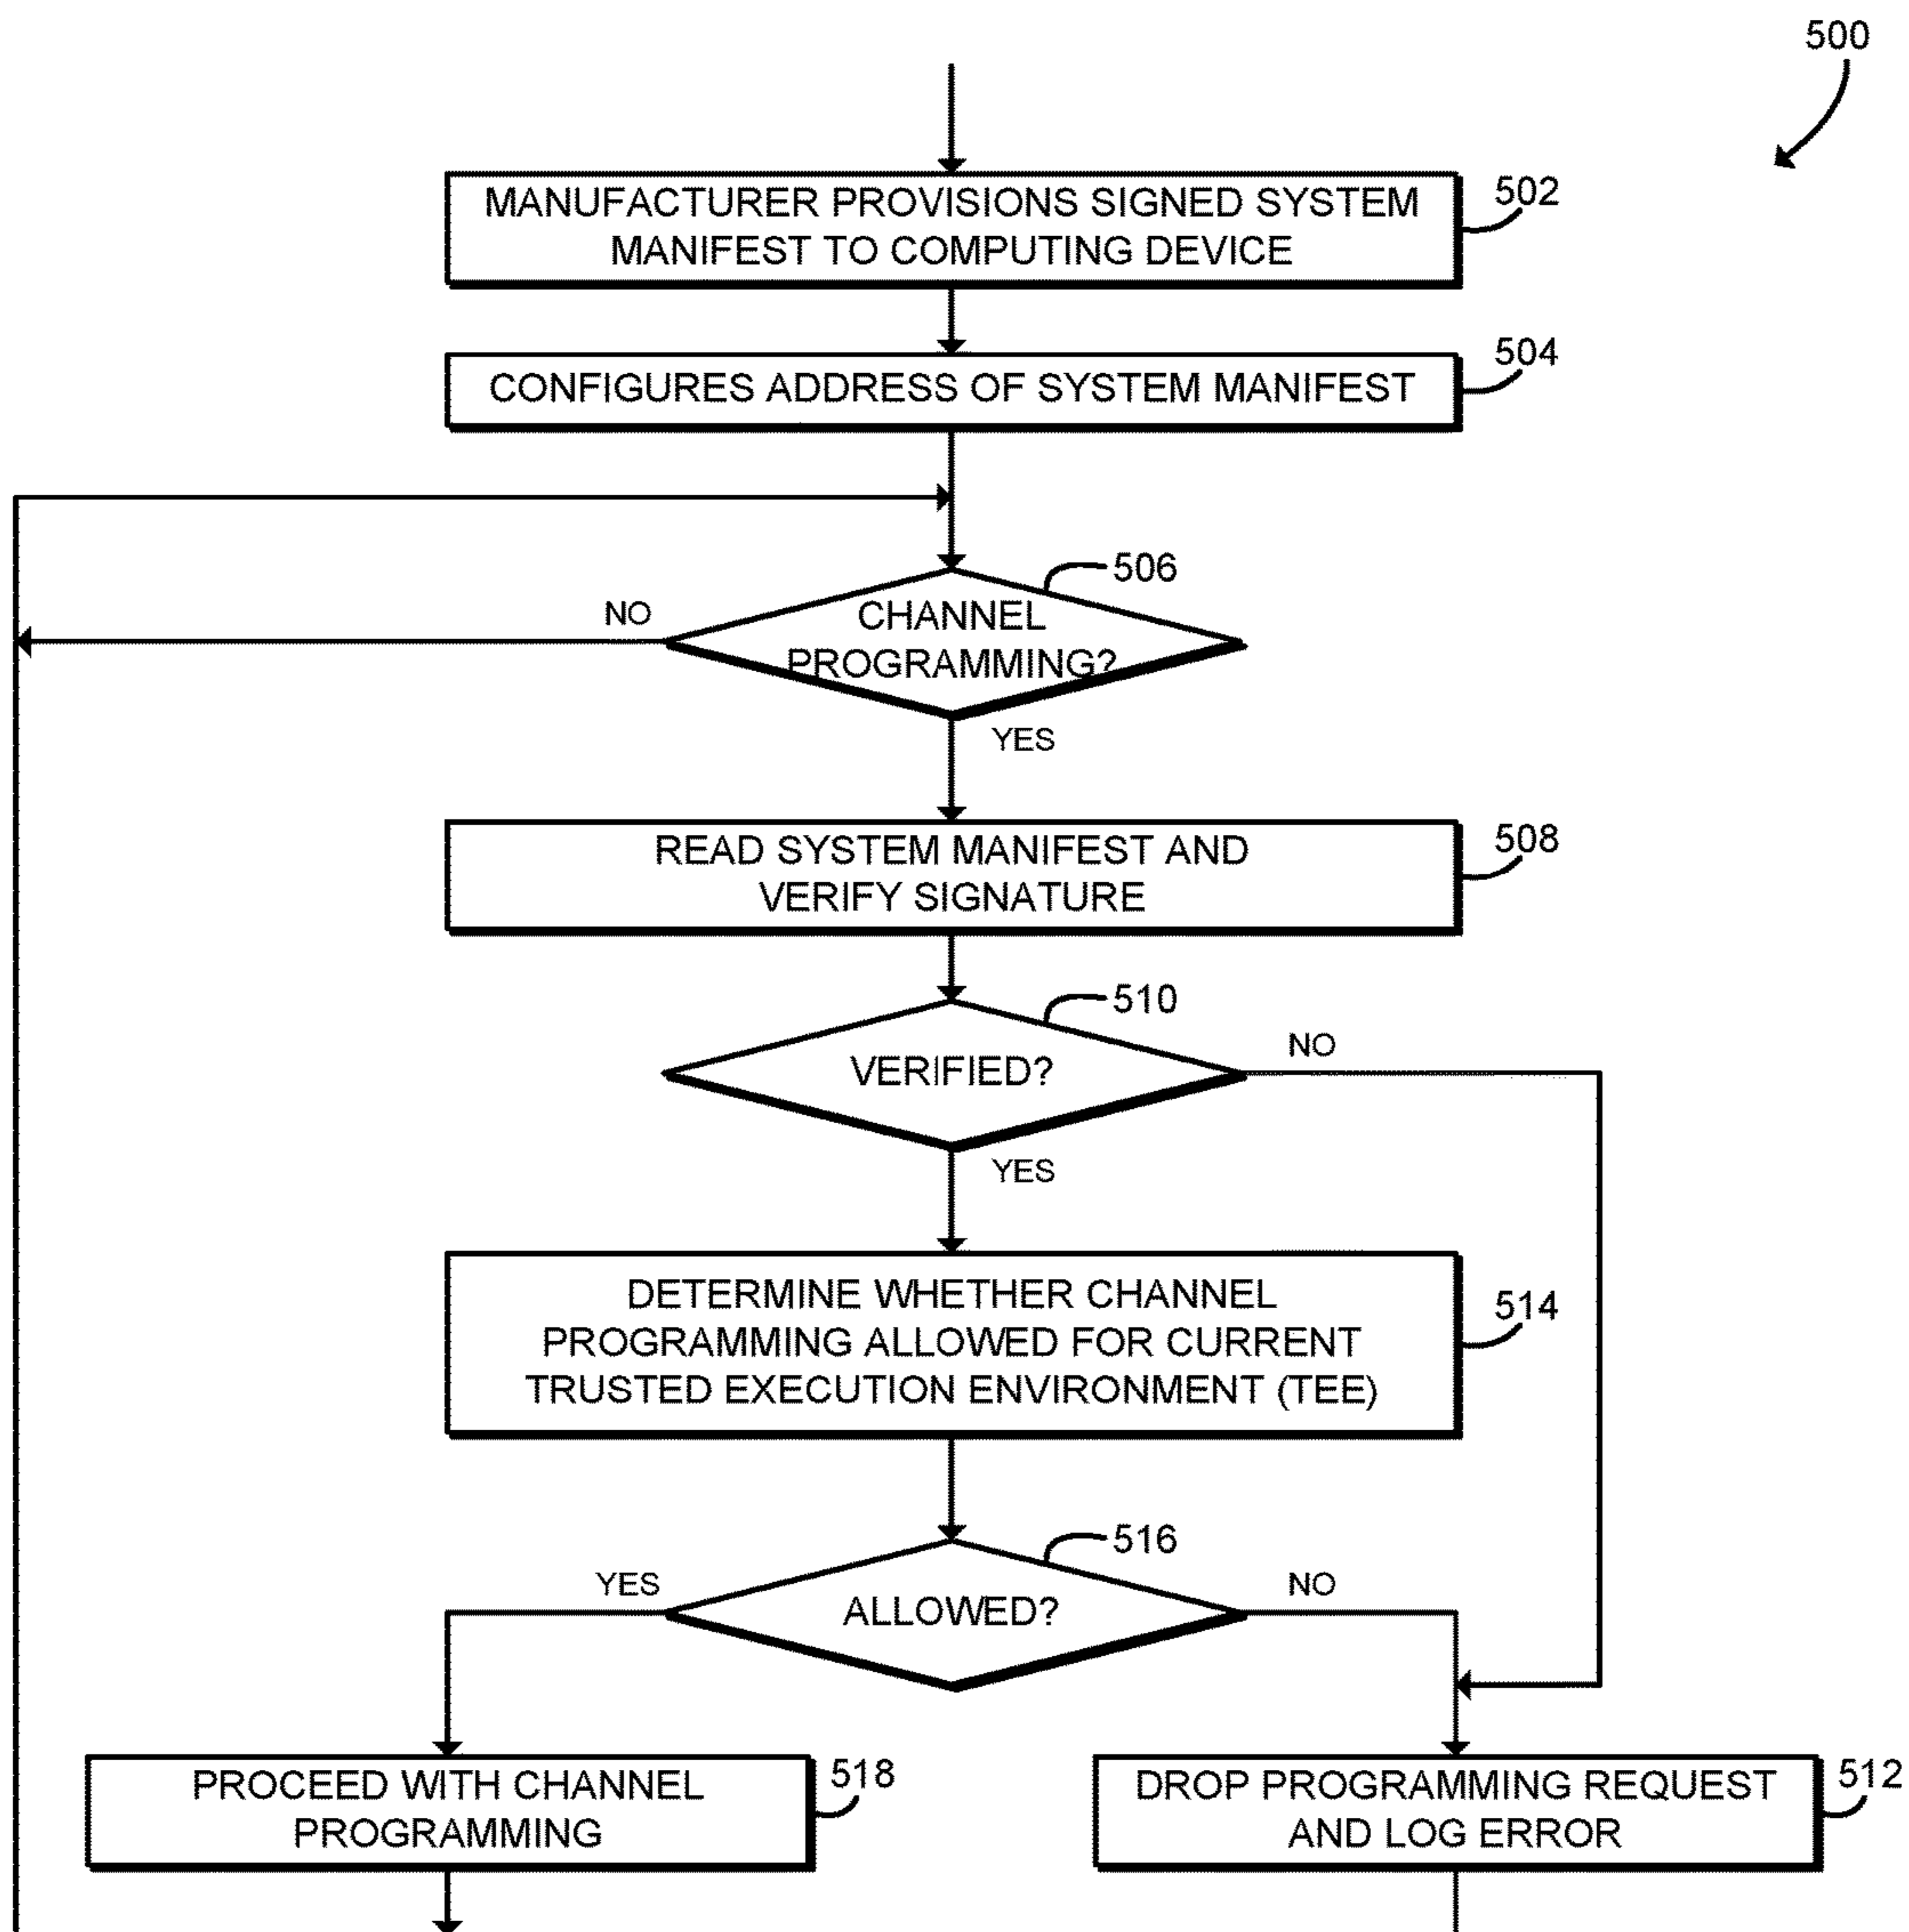 500
MANUFACTURER PROVISIONS SIGNED SYSTEM
MANIFEST TO COMPUTING DEVICE
502
CONFIGURES ADDRESS OF SYSTEM MANIFEST
504
506
NO
CHANNEL
PROGRAMMING?
YES
READ SYSTEM MANIFEST AND
VERIFY SIGNATURE
508
510
NO
VERIFIED?
YES
DETERMINE WHETHER CHANNEL
PROGRAMMING ALLOWED FOR CURRENT
TRUSTED EXECUTION ENVIRONMENT (TEE)
514
516
YES
NO
ALLOWED?
PROCEED WITH CHANNEL
PROGRAMMING
518
DROP PROGRAMMING REQUEST
AND LOG ERROR
512